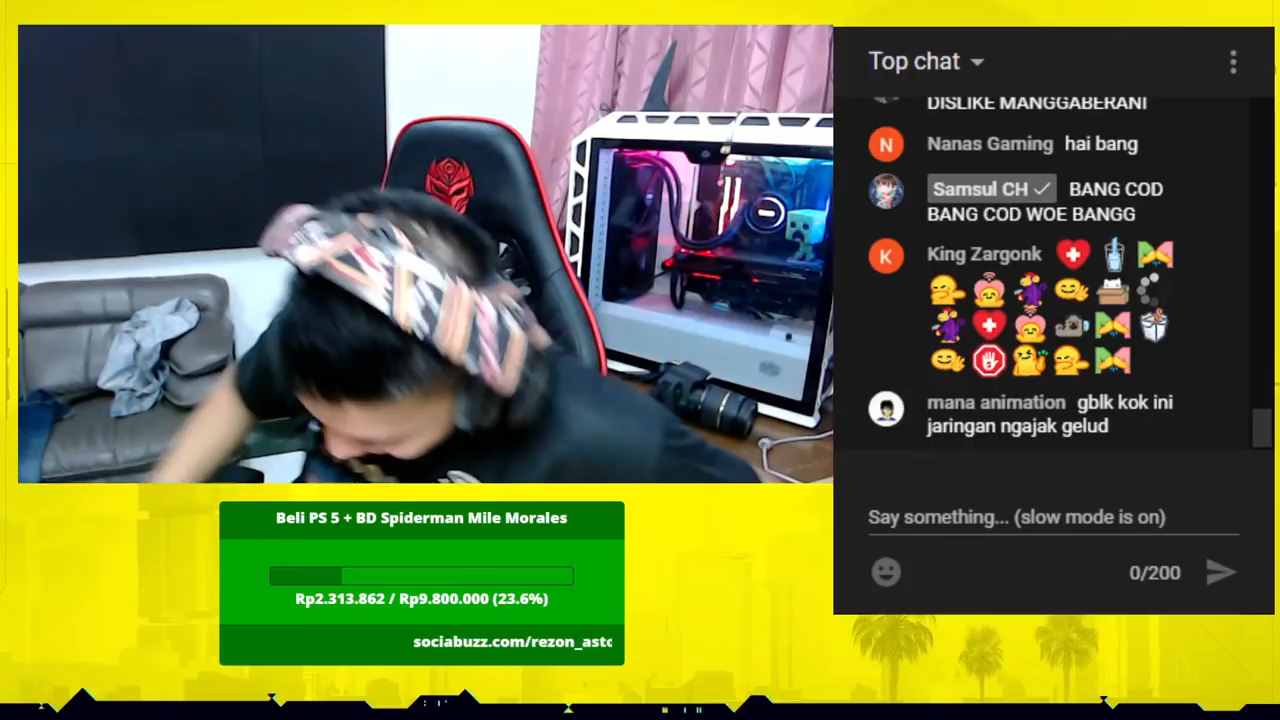 Top chat
DISLIKE MANGGABERANI
Nanas Gaming hai bang
Samsul CH BANG COD
BANG COD WOE BANGG
King Zargonk
mana animation gblk kok ini
jaringan ngajak gelud
Say something... (slow mode is on)
0/200
Beli PS 5 + BD Spiderman Mile Morales
Rp2.313.862 / Rp9.800.000 (23.6%)
sociabuzz.com/rezon_asto